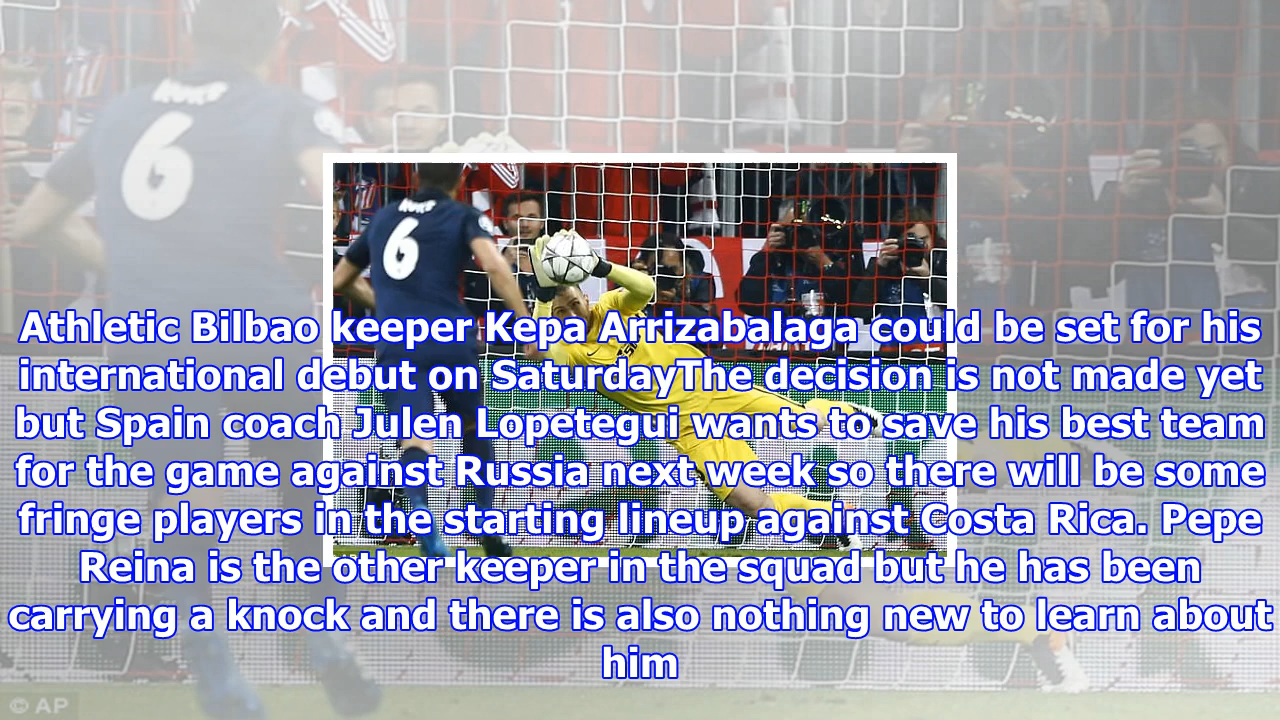 6
6
Athletic Bilbao keeper Kepa Arrizabalaga could be set for his
international debut on SaturdayThe decision is not made yet
but Spain coach Julen Lopetegui wants to save his best team
for the game against Russia next week so there will be some
fringe players in the starting lineup against Costa Rica. Pepe
Reina is the other keeper in the squad but he has been
carrying a knock and there is also nothing new to learn about
him
© AP